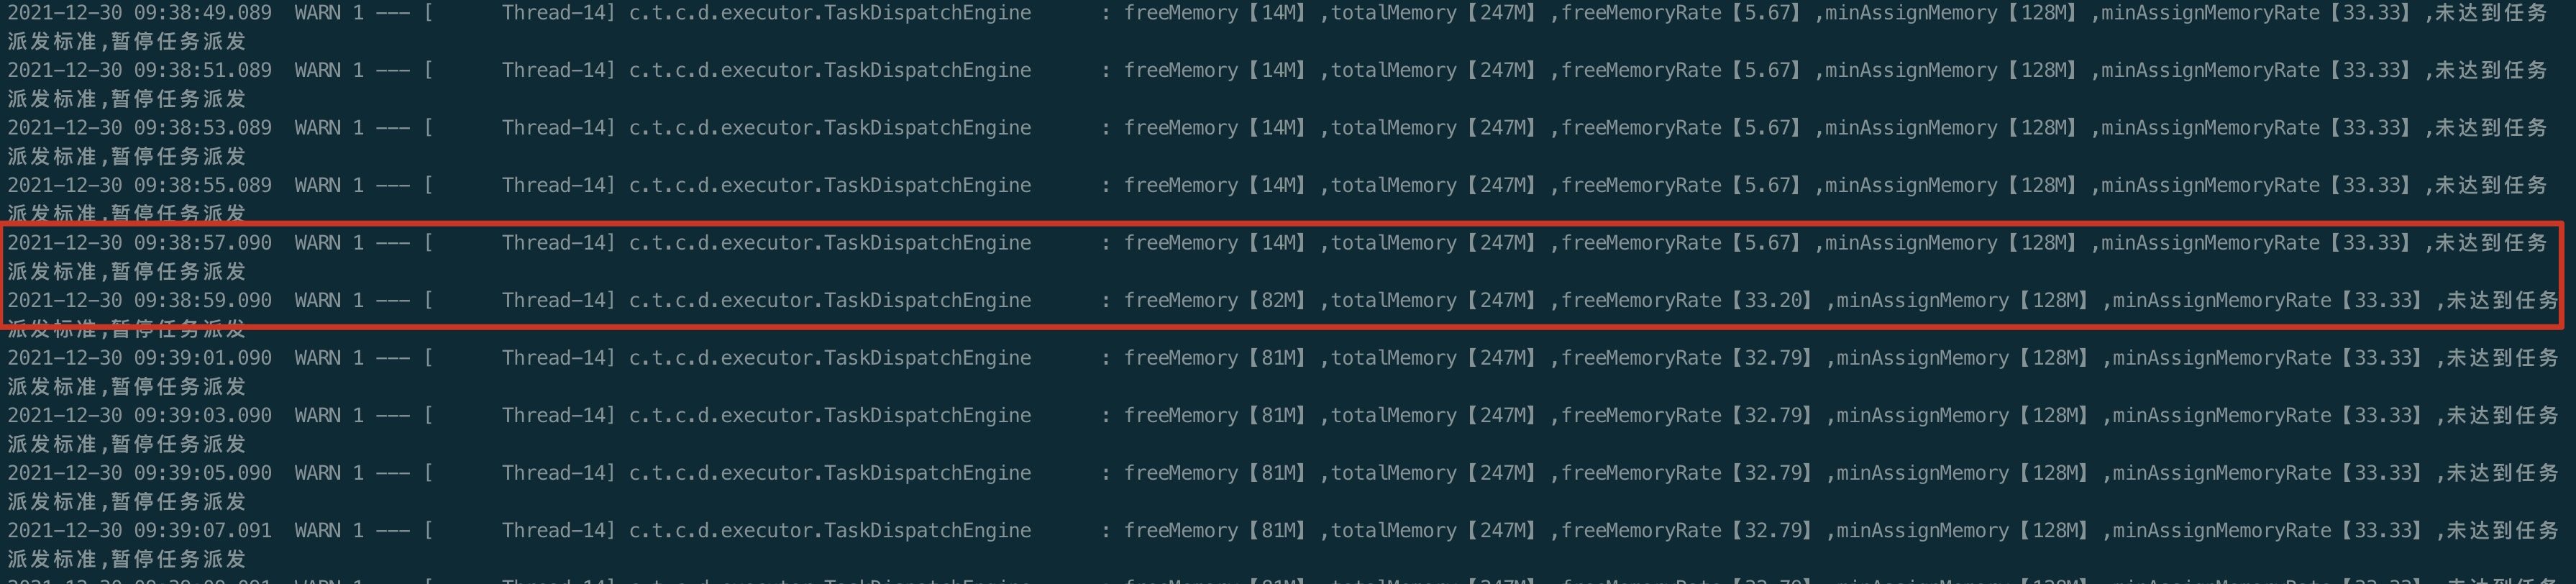 2021-12-30 09:38:49.089  WARN 1 --- [      Thread-14] c.t.c.d.executor.TaskDispatchEngine      : freeMemory【14M】,totalMemory【247M】,freeMemoryRate【5.67】,minAssignMemory【128M】,minAssignMemoryRate【33.33】,未达到任务
派发标准,暂停任务派发
2021-12-30 09:38:51.089  WARN 1 --- [      Thread-14] c.t.c.d.executor.TaskDispatchEngine      : freeMemory【14M】,totalMemory【247M】,freeMemoryRate【5.67】,minAssignMemory【128M】,minAssignMemoryRate【33.33】,未达到任务
派发标准,暂停任务派发
2021-12-30 09:38:53.089  WARN 1 --- [      Thread-14] c.t.c.d.executor.TaskDispatchEngine      : freeMemory【14M】,totalMemory【247M】,freeMemoryRate【5.67】,minAssignMemory【128M】,minAssignMemoryRate【33.33】,未达到任务
派发标准,暂停任务派发
2021-12-30 09:38:55.089  WARN 1 --- [      Thread-14] c.t.c.d.executor.TaskDispatchEngine      : freeMemory【14M】,totalMemory【247M】,freeMemoryRate【5.67】,minAssignMemory【128M】,minAssignMemoryRate【33.33】,未达到任务
派发标准,暂停任务派发
2021-12-30 09:38:57.090  WARN 1 --- [      Thread-14] c.t.c.d.executor.TaskDispatchEngine      : freeMemory【14M】,totalMemory【247M】,freeMemoryRate【5.67】,minAssignMemory【128M】,minAssignMemoryRate【33.33】,未达到任务
派发标准,暂停任务派发
2021-12-30 09:38:59.090  WARN 1 --- [      Thread-14] c.t.c.d.executor.TaskDispatchEngine      : freeMemory【82M】,totalMemory【247M】,freeMemoryRate【33.20】,minAssignMemory【128M】,minAssignMemoryRate【33.33】,未达到任务
派发标准,暂停任务派发
2021-12-30 09:39:01.090  WARN 1 --- [      Thread-14] c.t.c.d.executor.TaskDispatchEngine      : freeMemory【81M】,totalMemory【247M】,freeMemoryRate【32.79】,minAssignMemory【128M】,minAssignMemoryRate【33.33】,未达到任务
派发标准,暂停任务派发
2021-12-30 09:39:03.090  WARN 1 --- [      Thread-14] c.t.c.d.executor.TaskDispatchEngine      : freeMemory【81M】,totalMemory【247M】,freeMemoryRate【32.79】,minAssignMemory【128M】,minAssignMemoryRate【33.33】,未达到任务
派发标准,暂停任务派发
2021-12-30 09:39:05.090  WARN 1 --- [      Thread-14] c.t.c.d.executor.TaskDispatchEngine      : freeMemory【81M】,totalMemory【247M】,freeMemoryRate【32.79】,minAssignMemory【128M】,minAssignMemoryRate【33.33】,未达到任务
派发标准,暂停任务派发
2021-12-30 09:39:07.091  WARN 1 --- [      Thread-14] c.t.c.d.executor.TaskDispatchEngine      : freeMemory【81M】,totalMemory【247M】,freeMemoryRate【32.79】,minAssignMemory【128M】,minAssignMemoryRate【33.33】,未达到任务
派发标准,暂停任务派发